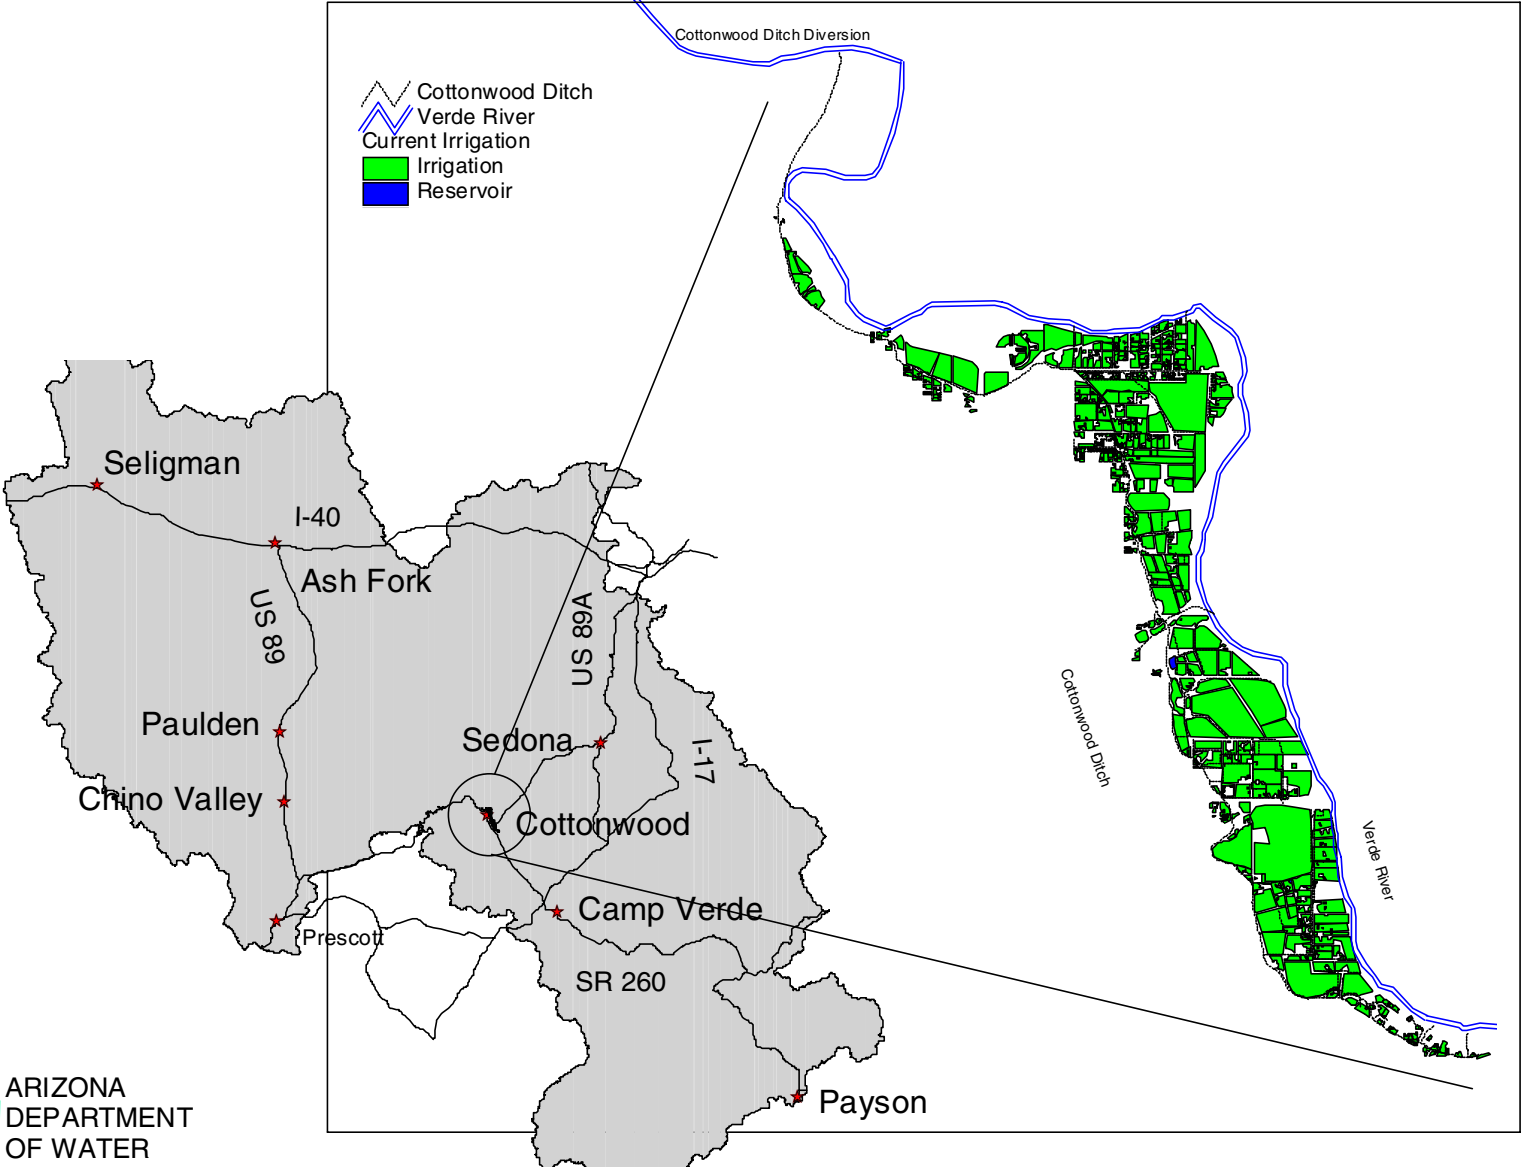 Cottonwood Ditch Diversion
Cottonwood Ditch
Verde River
Current Irrigation
Irrigation
Reservoir
Seligman
I-40
Ash Fork
US 89
US 89A
Paulden
Sedona
I-17
Chino Valley
Cottonwood
Camp Verde
Prescott
SR 260
Payson
Cottonwood Ditch
Verde River
ARIZONA
DEPARTMENT
OF WATER